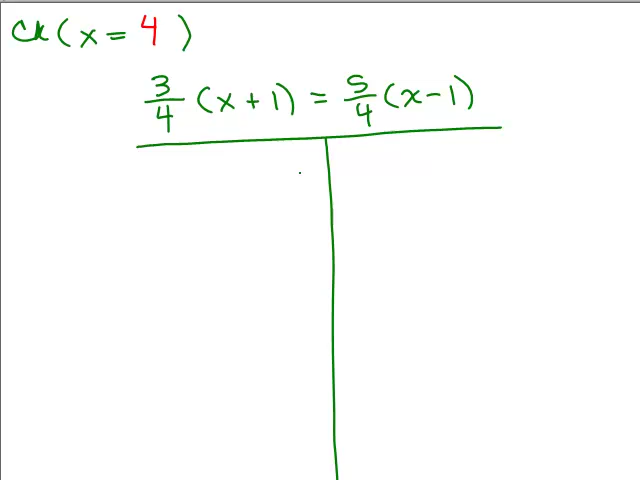 ck(x = 4)
3/4 (x + 1) = 5/4 (x - 1)